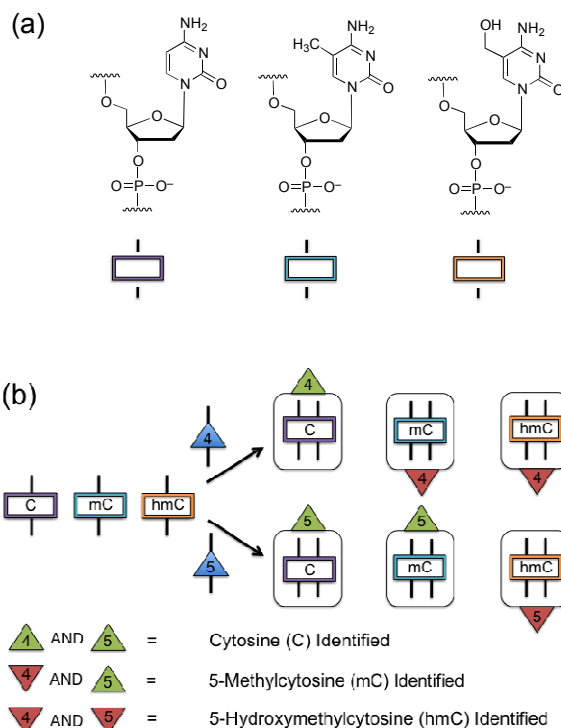 (a)
NH₂ NH₂ OH NH₂
H₃C
N N N
N O N O N O
O O O
O O O
O O O
O=P–O⁻ O=P–O⁻ O=P–O⁻
O O O
(b)
4 4 C mC hmC
4 4
C mC hmC
5 5 5
C mC hmC
5
4 AND 5 = Cytosine (C) Identified
4 AND 5 = 5-Methylcytosine (mC) Identified
4 AND 5 = 5-Hydroxymethylcytosine (hmC) Identified